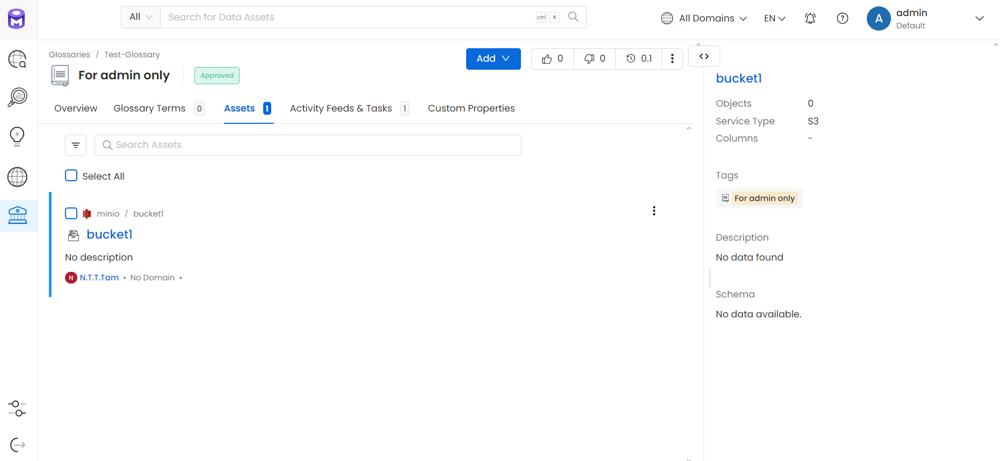 All
Search for Data Assets
ctrl K
All Domains
EN
A
admin
Default
Glossaries / Test-Glossary
For admin only
Approved
Add
0
0
0.1
Overview
Glossary Terms 0
Assets 1
Activity Feeds & Tasks 1
Custom Properties
Search Assets
Select All
minio / bucket1
bucket1
No description
N N.T.T.Tam • No Domain •
bucket1
Objects 0
Service Type S3
Columns -
Tags
For admin only
Description
No data found
Schema
No data available.